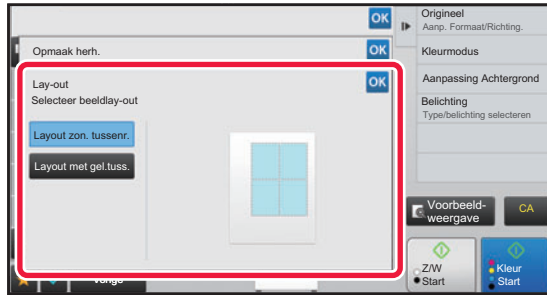 OK
Opmaak herh.
OK
Lay-out
OK
Selecteer beeldlay-out
Layout zon. tussenr.
Layout met gel.tuss.
Origineel
Aanp. Formaat/Richting.
Kleurmodus
Aanpassing Achtergrond
Belichting
Type/belichting selecteren
Voorbeeld-
weergave
CA
Z/W
Start
Kleur
Start